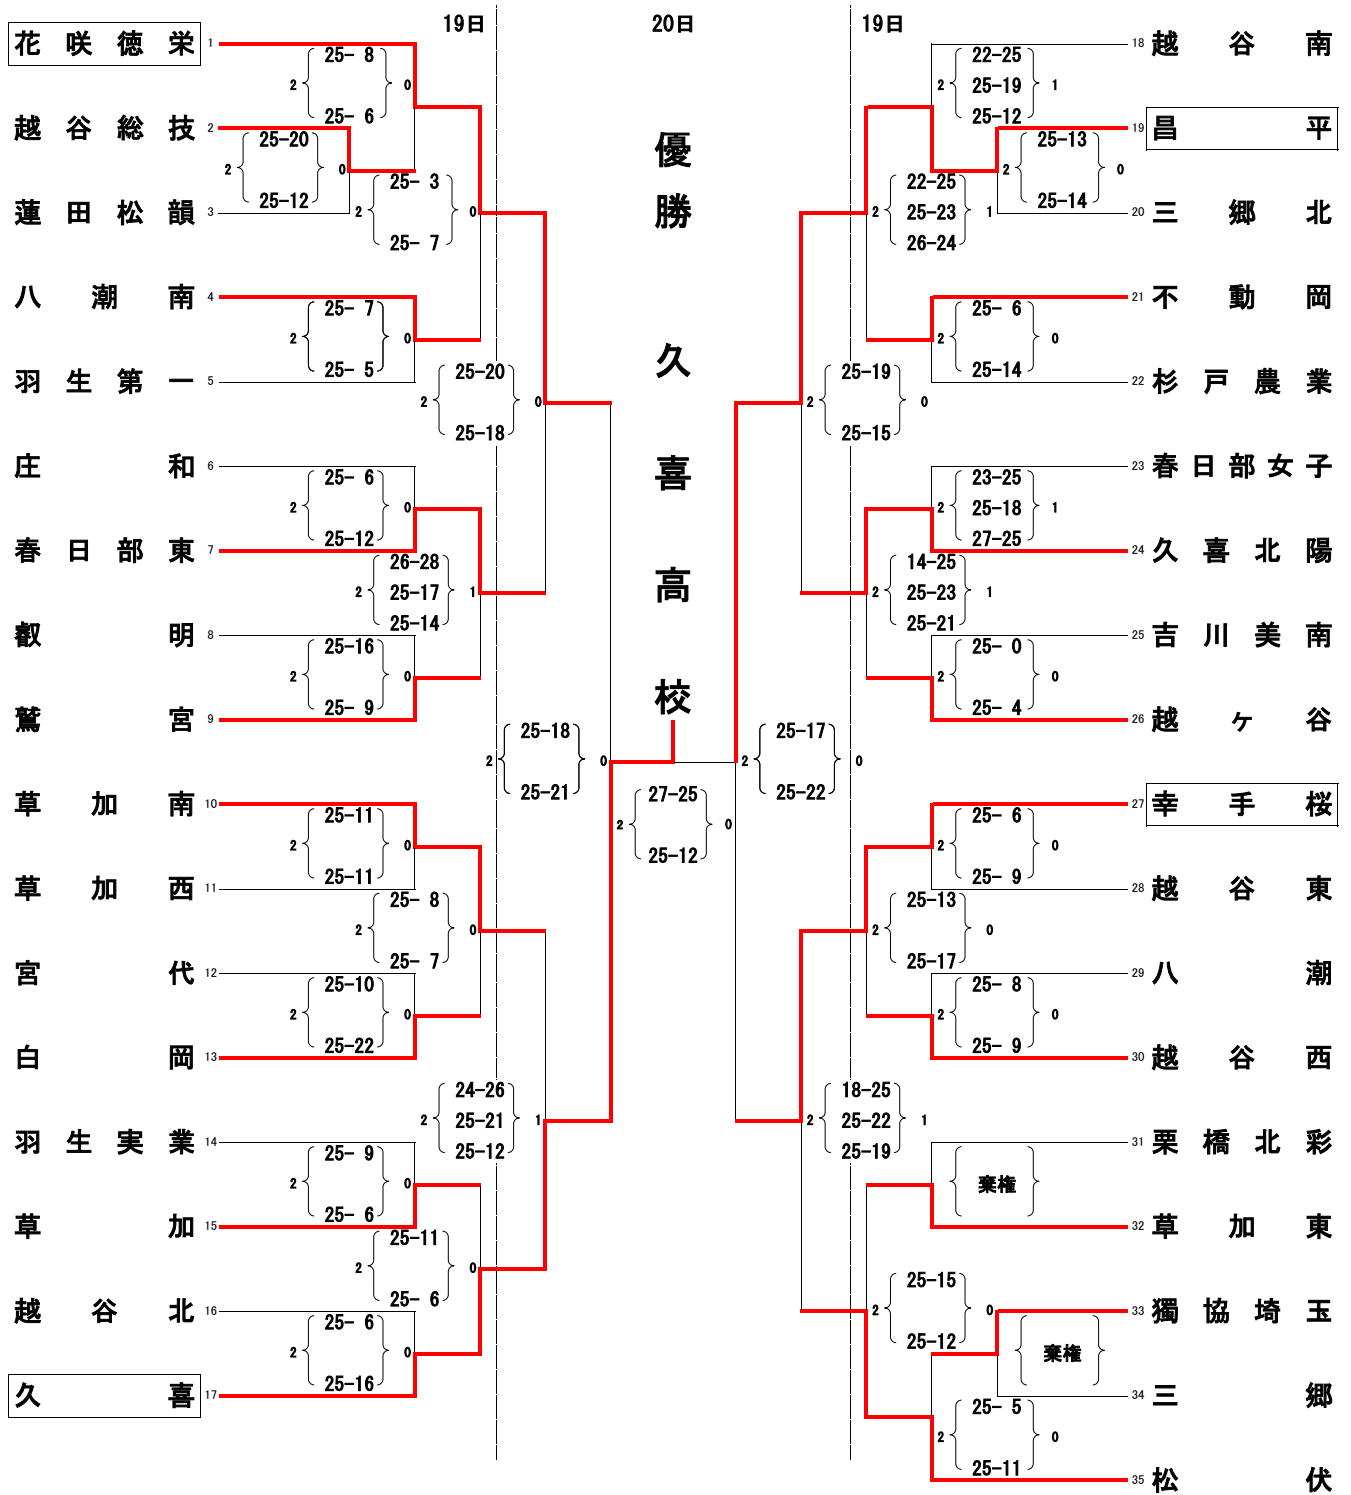 19日
20日
19日
優勝 久喜高校
花咲徳栄 1
25- 8
2 0
25- 6
越谷総技 2
25-20
2 0
25-12
蓮田松韻 3
25- 3
2 0
25- 7
八潮南 4
25- 7
2 0
25- 5
羽生第一 5
25-20
2 0
25-18
庄和 6
25- 6
2 0
25-12
春日部東 7
26-28
2 25-17 1
25-14
叡明 8
25-16
2 0
25- 9
鷲宮 9
25-18
2 0
25-21
草加南 10
25-11
2 0
25-11
草加西 11
25- 8
2 0
25- 7
宮代 12
25-10
2 0
25-22
白岡 13
24-26
2 25-21 1
25-12
羽生実業 14
25- 9
2 0
25- 6
草加 15
25-11
2 0
25- 6
越谷北 16
25- 6
2 0
25-16
久喜 17
27-25
2 0
25-12
18 越谷南
22-25
2 25-19 1
25-12
19 昌平
25-13
2 0
25-14
20 三郷北
22-25
2 25-23 1
26-24
21 不動岡
25- 6
2 0
25-14
22 杉戸農業
25-19
2 0
25-15
23 春日部女子
23-25
2 25-18 1
27-25
24 久喜北陽
14-25
2 25-23 1
25-21
25 吉川美南
25- 0
2 0
25- 4
26 越ヶ谷
25-17
2 0
25-22
27 幸手桜
25- 6
2 0
25- 9
28 越谷東
25-13
2 0
25-17
29 八潮
25- 8
2 0
25- 9
30 越谷西
18-25
2 25-22 1
25-19
31 栗橋北彩
棄権
32 草加東
25-15
2 0
25-12
33 獨協埼玉
棄権
34 三郷
25- 5
2 0
25-11
35 松伏